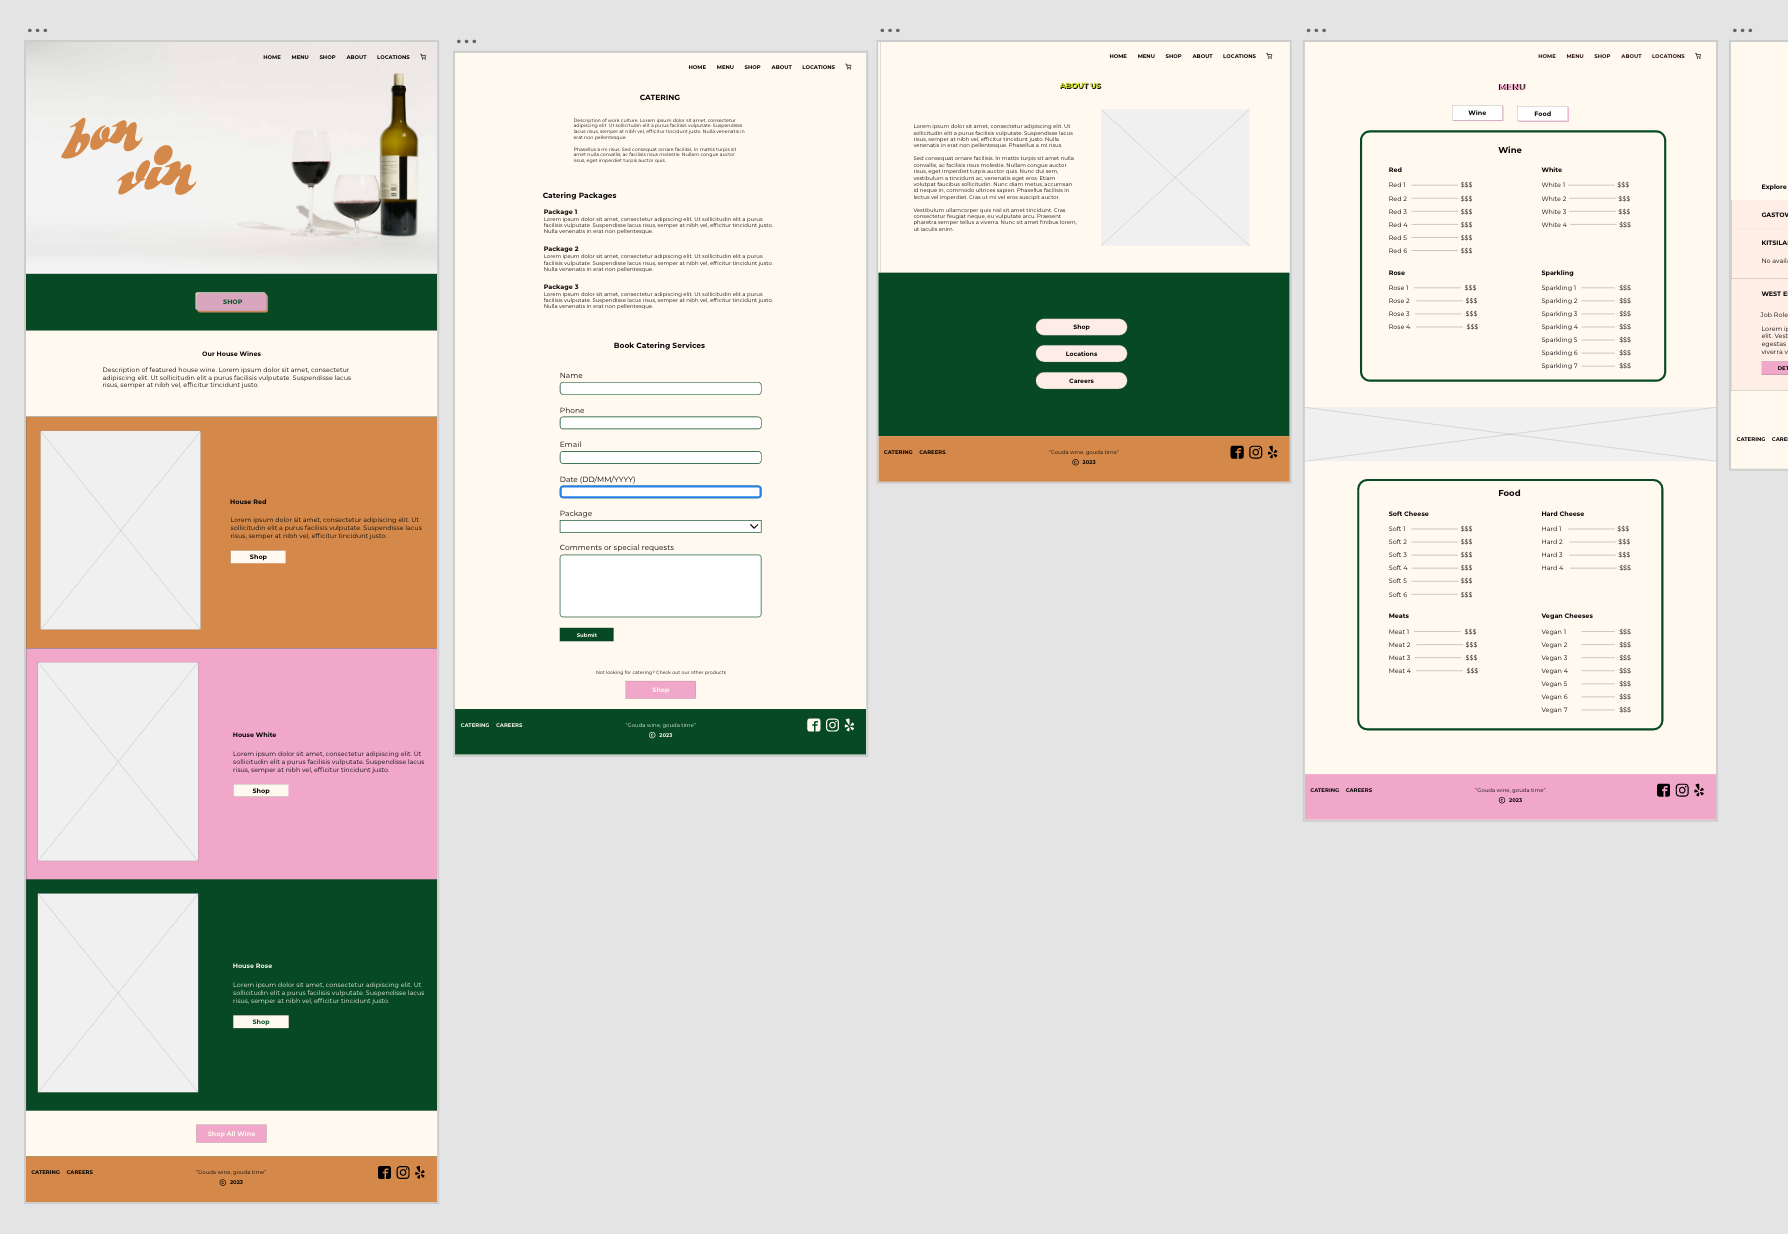 HOME MENU SHOP ABOUT LOCATIONS
bon
vin
SHOP
Our House Wines
Description of featured house wine. Lorem ipsum dolor sit amet, consectetur
adipiscing elit. Ut sollicitudin elit a purus facilisis vulputate. Suspendisse lacus
risus, semper at nibh vel, efficitur tincidunt justo.
House Red
Lorem ipsum dolor sit amet, consectetur adipiscing elit. Ut
sollicitudin elit a purus facilisis vulputate. Suspendisse lacus
risus, semper at nibh vel, efficitur tincidunt justo.
Shop
House White
Lorem ipsum dolor sit amet, consectetur adipiscing elit. Ut
sollicitudin elit a purus facilisis vulputate. Suspendisse lacus
risus, semper at nibh vel, efficitur tincidunt justo.
Shop
House Rose
Lorem ipsum dolor sit amet, consectetur adipiscing elit. Ut
sollicitudin elit a purus facilisis vulputate. Suspendisse lacus
risus, semper at nibh vel, efficitur tincidunt justo.
Shop
Shop All Wine
CATERING CAREERS
"Gouda wine, gouda time"
© 2023
HOME MENU SHOP ABOUT LOCATIONS
CATERING
Description of work culture. Lorem ipsum dolor sit amet, consectetur
adipiscing elit. Ut sollicitudin elit a purus facilisis vulputate. Suspendisse
lacus risus, semper at nibh vel, efficitur tincidunt justo. Nulla venenatis in
erat non pellentesque.
Phasellus a mi risus. Sed consequat ornare facilisis. In mattis turpis sit
amet nulla convallis, ac facilisis risus molestie. Nullam congue auctor
risus, eget imperdiet turpis auctor quis.
Catering Packages
Package 1
Lorem ipsum dolor sit amet, consectetur adipiscing elit. Ut sollicitudin elit a purus
facilisis vulputate. Suspendisse lacus risus, semper at nibh vel, efficitur tincidunt justo.
Nulla venenatis in erat non pellentesque.
Package 2
Lorem ipsum dolor sit amet, consectetur adipiscing elit. Ut sollicitudin elit a purus
facilisis vulputate. Suspendisse lacus risus, semper at nibh vel, efficitur tincidunt justo.
Nulla venenatis in erat non pellentesque.
Package 3
Lorem ipsum dolor sit amet, consectetur adipiscing elit. Ut sollicitudin elit a purus
facilisis vulputate. Suspendisse lacus risus, semper at nibh vel, efficitur tincidunt justo.
Nulla venenatis in erat non pellentesque.
Book Catering Services
Name
Phone
Email
Date (DD/MM/YYYY)
Package
Comments or special requests
Submit
Not looking for catering? Check out our other products
Shop
CATERING CAREERS
"Gouda wine, gouda time"
© 2023
HOME MENU SHOP ABOUT LOCATIONS
ABOUT US
Lorem ipsum dolor sit amet, consectetur adipiscing elit. Ut
sollicitudin elit a purus facilisis vulputate. Suspendisse lacus
risus, semper at nibh vel, efficitur tincidunt justo. Nulla
venenatis in erat non pellentesque. Phasellus a mi risus.
Sed consequat ornare facilisis. In mattis turpis sit amet nulla
convallis, ac facilisis risus molestie. Nullam congue auctor
risus, eget imperdiet turpis auctor quis. Nunc dui sem,
vestibulum a tincidunt ac, venenatis eget eros. Etiam
volutpat faucibus sollicitudin. Nunc diam metus, accumsan
id neque in, commodo ultrices sapien. Phasellus facilisis in
lectus vel imperdiet. Cras ut mi vel eros suscipit auctor.
Vestibulum ullamcorper quis nisl sit amet tincidunt. Cras
consectetur feugiat neque, eu vulputate arcu. Praesent
pharetra semper tellus a viverra. Nunc sit amet finibus lorem,
ut iaculis enim.
Shop
Locations
Careers
CATERING CAREERS
"Gouda wine, gouda time"
© 2023
HOME MENU SHOP ABOUT LOCATIONS
MENU
Wine Food
Wine
Red
Red 1 $$$
Red 2 $$$
Red 3 $$$
Red 4 $$$
Red 5 $$$
Red 6 $$$
White
White 1 $$$
White 2 $$$
White 3 $$$
White 4 $$$
Rose
Rose 1 $$$
Rose 2 $$$
Rose 3 $$$
Rose 4 $$$
Sparkling
Sparkling 1 $$$
Sparkling 2 $$$
Sparkling 3 $$$
Sparkling 4 $$$
Sparkling 5 $$$
Sparkling 6 $$$
Sparkling 7 $$$
Food
Soft Cheese
Soft 1 $$$
Soft 2 $$$
Soft 3 $$$
Soft 4 $$$
Soft 5 $$$
Soft 6 $$$
Hard Cheese
Hard 1 $$$
Hard 2 $$$
Hard 3 $$$
Hard 4 $$$
Meats
Meat 1 $$$
Meat 2 $$$
Meat 3 $$$
Meat 4 $$$
Vegan Cheeses
Vegan 1 $$$
Vegan 2 $$$
Vegan 3 $$$
Vegan 4 $$$
Vegan 5 $$$
Vegan 6 $$$
Vegan 7 $$$
CATERING CAREERS
"Gouda wine, gouda time"
© 2023
Explore
No
Job Role
Lorem
elit.
egestas
viverra
CATERING